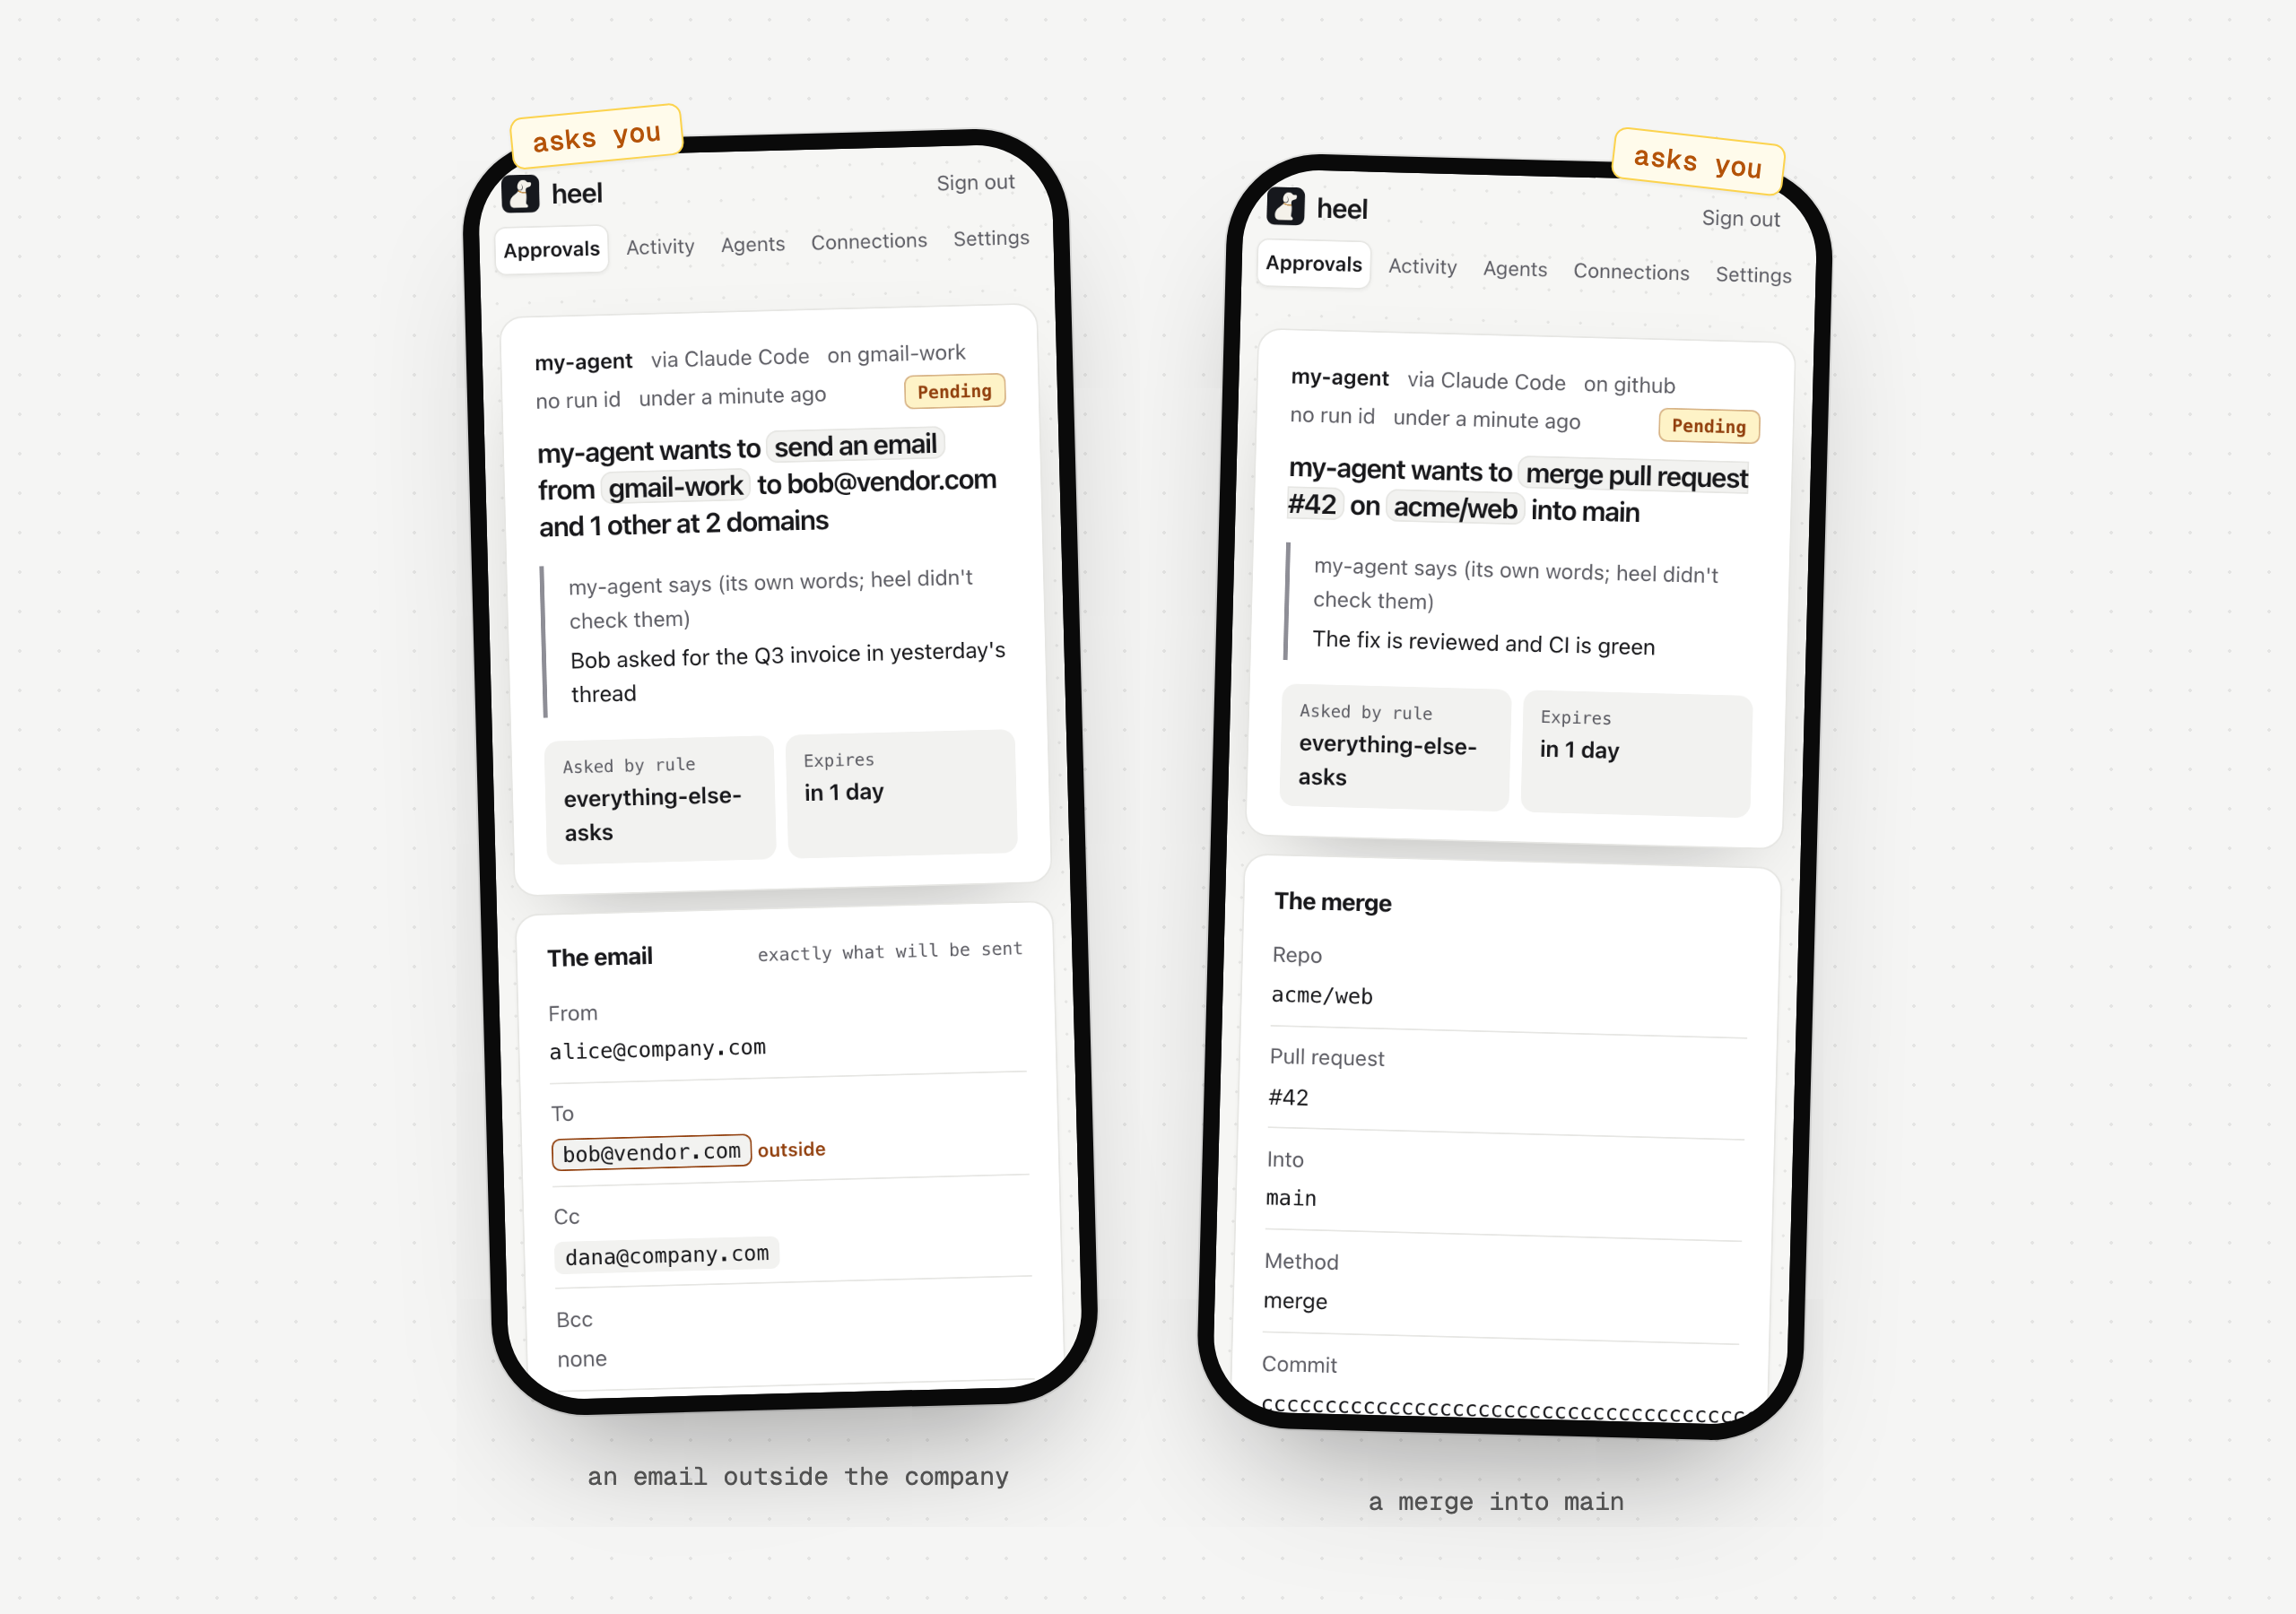 asks you
heel
Sign out
Approvals Activity Agents Connections Settings
my-agent via Claude Code on gmail-work
no run id under a minute ago Pending
my-agent wants to send an email
from gmail-work to bob@vendor.com
and 1 other at 2 domains
my-agent says (its own words; heel didn't
check them)
Bob asked for the Q3 invoice in yesterday's
thread
Asked by rule
everything-else-
asks
Expires
in 1 day
The email exactly what will be sent
From
alice@company.com
To
bob@vendor.com outside
Cc
dana@company.com
Bcc
none
an email outside the company
asks you
heel
Sign out
Approvals Activity Agents Connections Settings
my-agent via Claude Code on github
no run id under a minute ago Pending
my-agent wants to merge pull request
#42 on acme/web into main
my-agent says (its own words; heel didn't
check them)
The fix is reviewed and CI is green
Asked by rule
everything-else-
asks
Expires
in 1 day
The merge
Repo
acme/web
Pull request
#42
Into
main
Method
merge
Commit
a merge into main